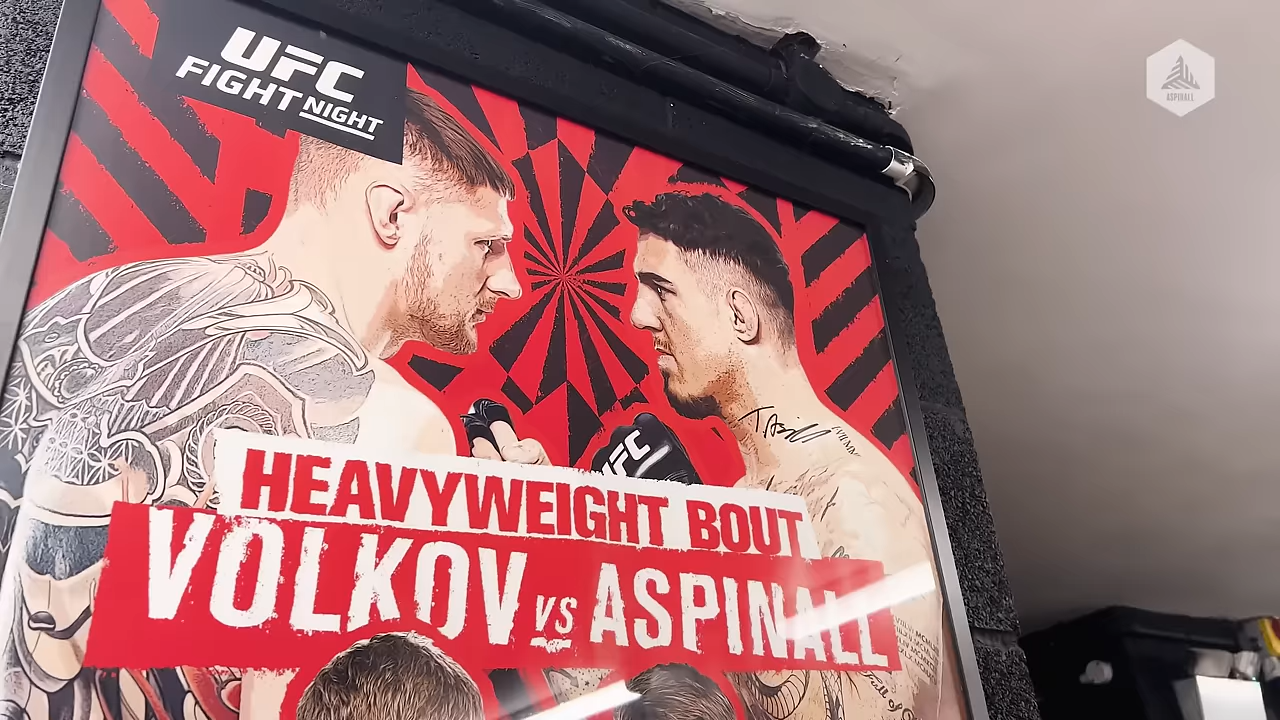 UFC
FIGHT NIGHT
ASPINALL
UFC
HEAVYWEIGHT BOUT
VOLKOV VS ASPINALL